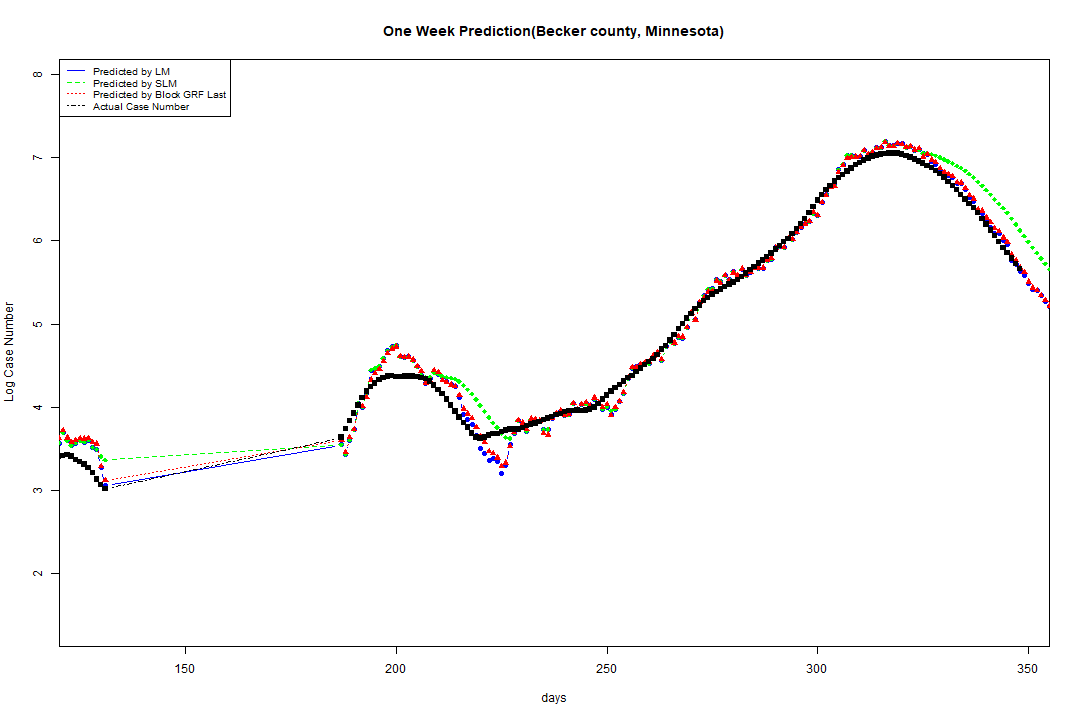 One Week Prediction(Becker county, Minnesota)
Predicted by LM
Predicted by SLM
Predicted by Block GRF Last
Actual Case Number
8
7
6
5
4
3
2
Log Case Number
150 200 250 300 350
days